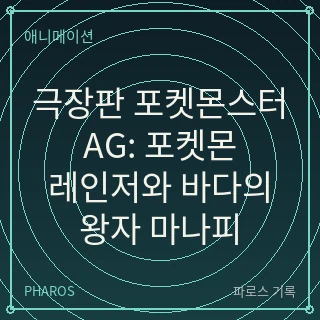 애니메이션
극장판 포켓몬스터
AG: 포켓몬
레인저와 바다의
왕자 마나피
PHAROS
파로스 기록